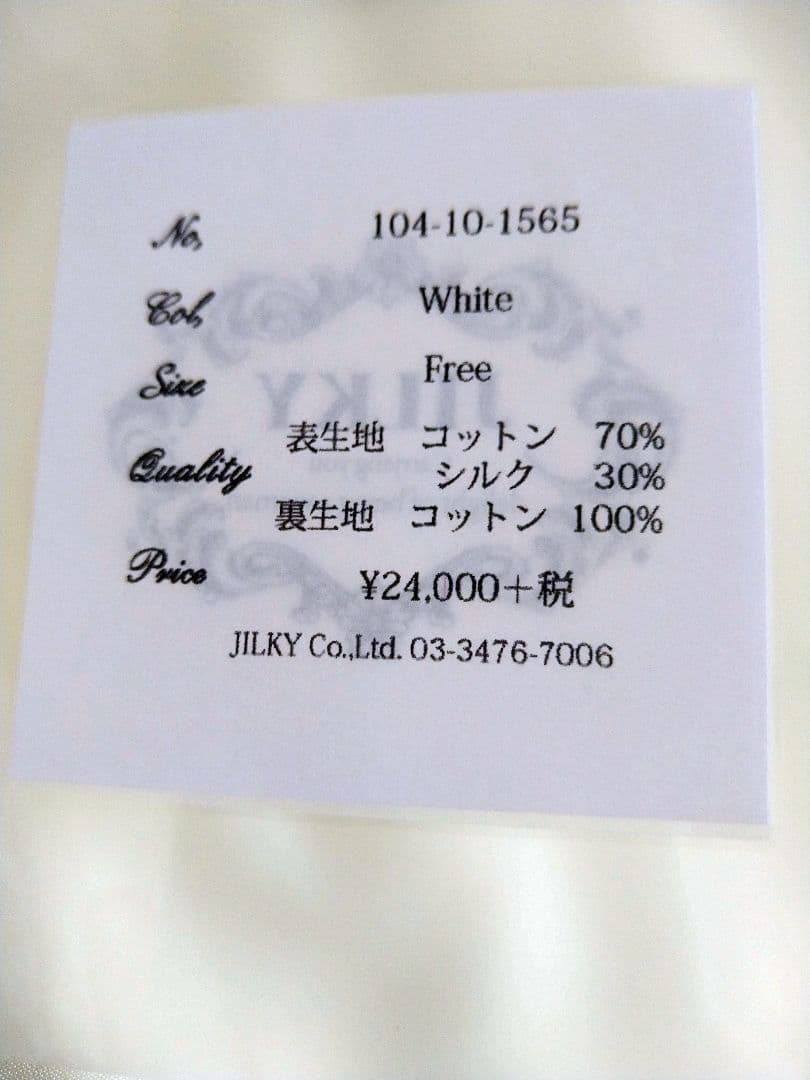 No, 104-10-1565
Col, White
Size Free
表生地 コットン 70%
Quality シルク 30%
裏生地 コットン 100%
Price ¥24,000+税
JILKY Co.,Ltd. 03-3476-7006
JILKY